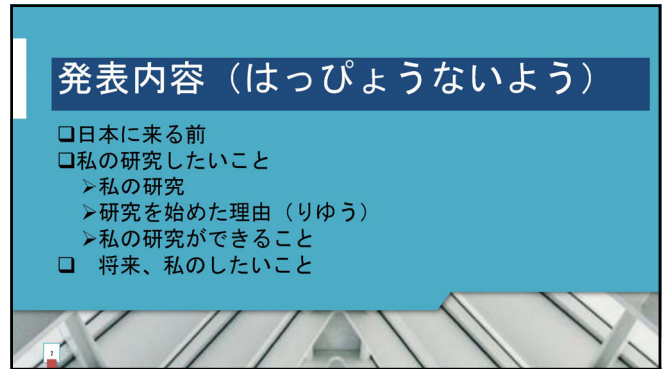 発表内容（はっぴょうないよう）
❑日本に来る前
❑私の研究したいこと
➢私の研究
➢研究を始めた理由（りゆう）
➢私の研究ができること
❑ 将来、私のしたいこと